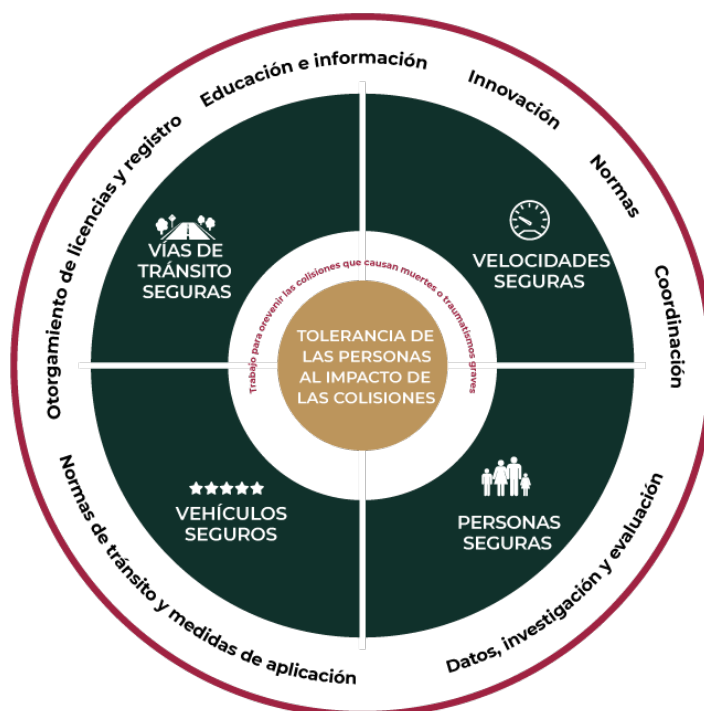 Educación e información
Innovación
Normas
Coordinación
Datos, investigación y evaluación
Normas de tránsito y medidas de aplicación
Otorgamiento de licencias y registro
VÍAS DE
TRÁNSITO
SEGURAS
VELOCIDADES
SEGURAS
Trabajo para orevenir las colisiones que causan muertes o traumatismos graves
TOLERANCIA DE
LAS PERSONAS
AL IMPACTO DE
LAS COLISIONES
VEHÍCULOS
SEGUROS
PERSONAS
SEGURAS